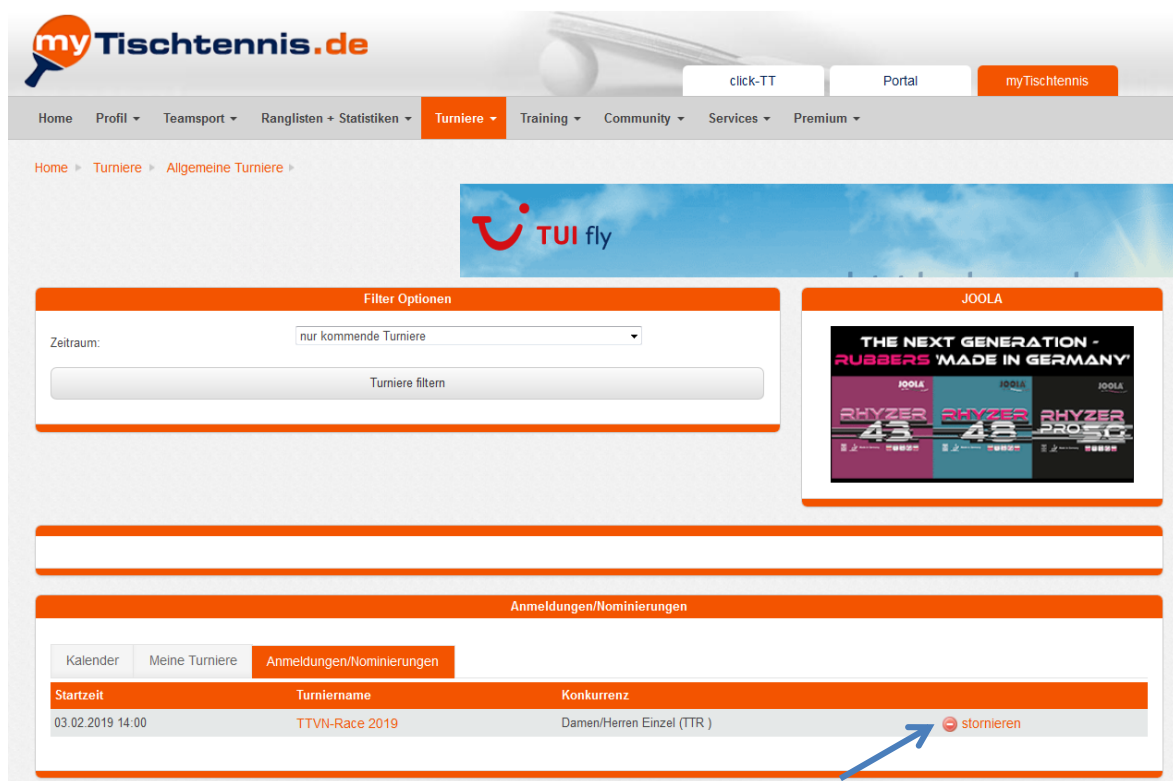 myTischtennis.de
click-TT Portal myTischtennis
Home Profil Teamsport Ranglisten + Statistiken Turniere Training Community Services Premium
Home Turniere Allgemeine Turniere
TUI fly
Filter Optionen
Zeitraum: nur kommende Turniere
Turniere filtern
JOOLA
THE NEXT GENERATION -
RUBBERS 'MADE IN GERMANY'
JOOLA JOOLA JOOLA
RHYZER RHYZER RHYZER
43 48 PRO 50
Anmeldungen/Nominierungen
Kalender Meine Turniere Anmeldungen/Nominierungen
Startzeit Turniername Konkurrenz
03.02.2019 14:00 TTVN-Race 2019 Damen/Herren Einzel (TTR ) stornieren